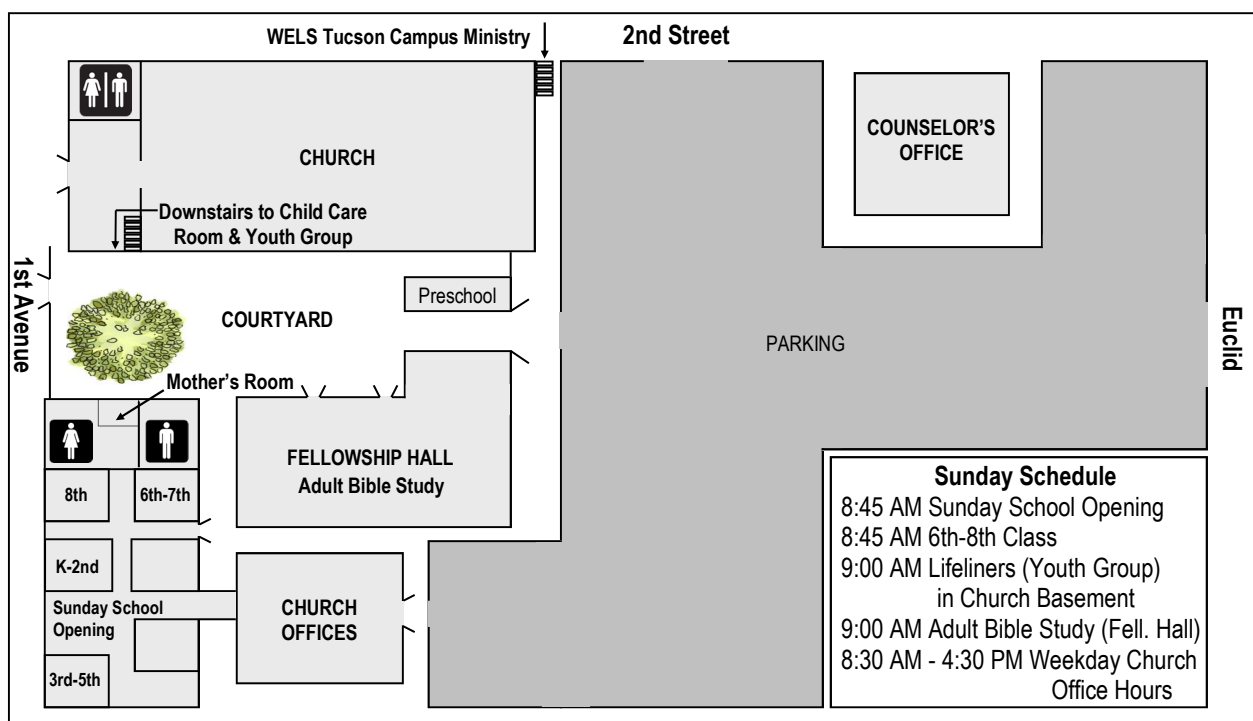 WELS Tucson Campus Ministry
2nd Street
CHURCH
COUNSELOR'S
OFFICE
Downstairs to Child Care
Room & Youth Group
1st Avenue
Preschool
COURTYARD
PARKING
Euclid
Mother's Room
FELLOWSHIP HALL
Adult Bible Study
8th
6th-7th
K-2nd
Sunday School
Opening
3rd-5th
CHURCH
OFFICES
Sunday Schedule
8:45 AM Sunday School Opening
8:45 AM 6th-8th Class
9:00 AM Lifeliners (Youth Group)
in Church Basement
9:00 AM Adult Bible Study (Fell. Hall)
8:30 AM - 4:30 PM Weekday Church
Office Hours